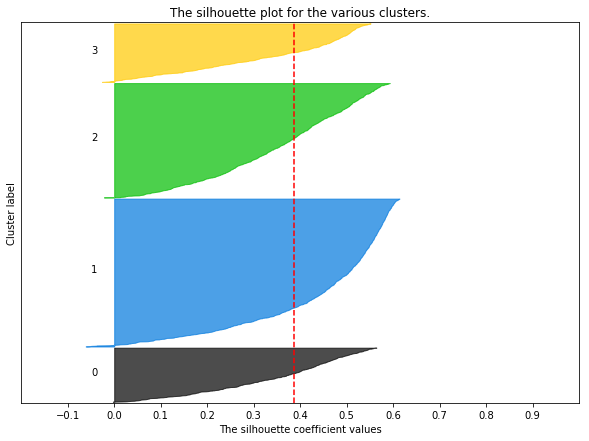 The silhouette plot for the various clusters.
3
2
1
0
Cluster label
−0.1 0.0 0.1 0.2 0.3 0.4 0.5 0.6 0.7 0.8 0.9
The silhouette coefficient values